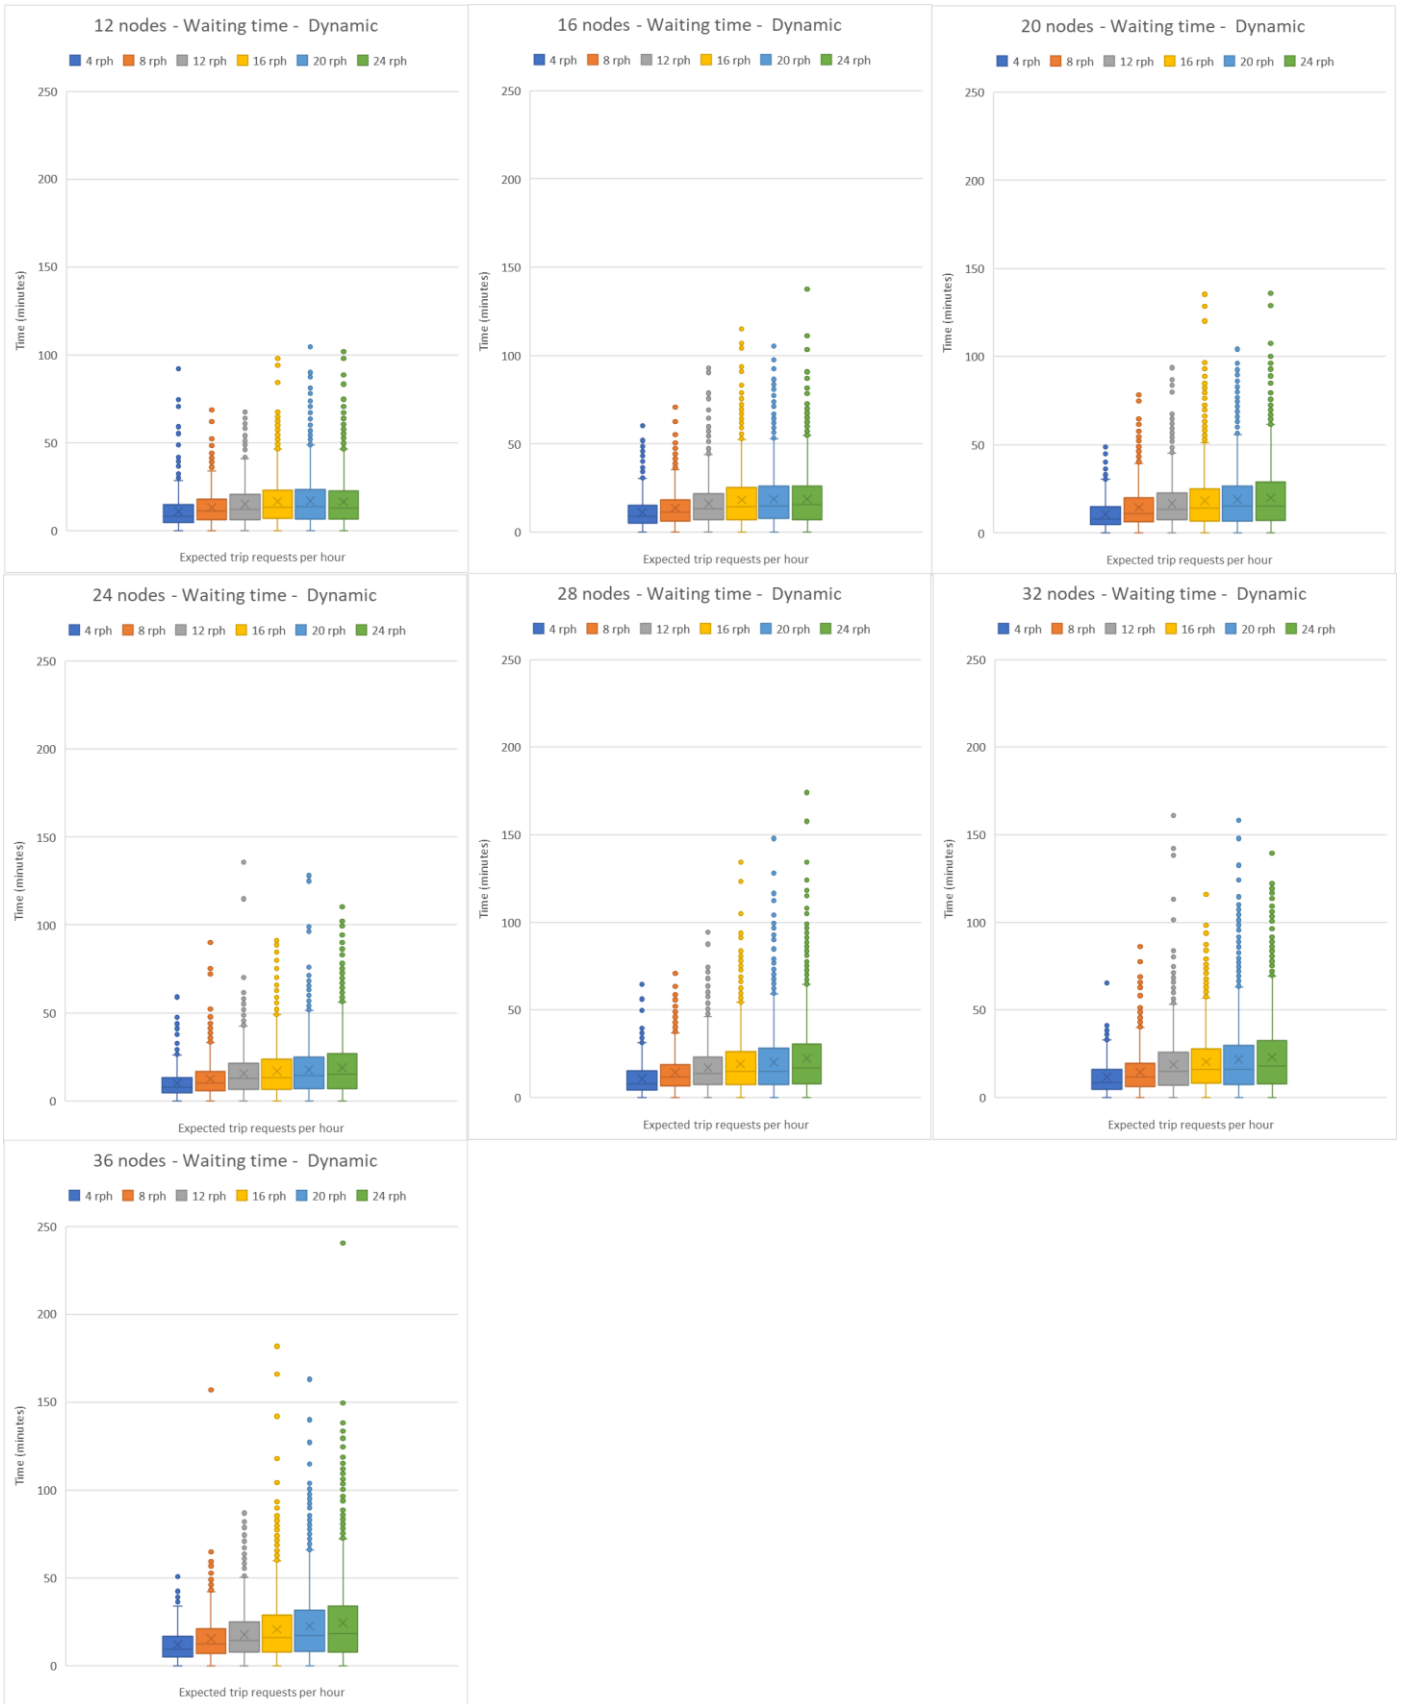 12 nodes - Waiting time - Dynamic
4 rph 8 rph 12 rph 16 rph 20 rph 24 rph
250
200
150
100
50
0
Time (minutes)
Expected trip requests per hour
16 nodes - Waiting time - Dynamic
4 rph 8 rph 12 rph 16 rph 20 rph 24 rph
250
200
150
100
50
0
Time (minutes)
Expected trip requests per hour
20 nodes - Waiting time - Dynamic
4 rph 8 rph 12 rph 16 rph 20 rph 24 rph
250
200
150
100
50
0
Time (minutes)
Expected trip requests per hour
24 nodes - Waiting time - Dynamic
4 rph 8 rph 12 rph 16 rph 20 rph 24 rph
250
200
150
100
50
0
Time (minutes)
Expected trip requests per hour
28 nodes - Waiting time - Dynamic
4 rph 8 rph 12 rph 16 rph 20 rph 24 rph
250
200
150
100
50
0
Time (minutes)
Expected trip requests per hour
32 nodes - Waiting time - Dynamic
4 rph 8 rph 12 rph 16 rph 20 rph 24 rph
250
200
150
100
50
0
Time (minutes)
Expected trip requests per hour
36 nodes - Waiting time - Dynamic
4 rph 8 rph 12 rph 16 rph 20 rph 24 rph
250
200
150
100
50
0
Time (minutes)
Expected trip requests per hour